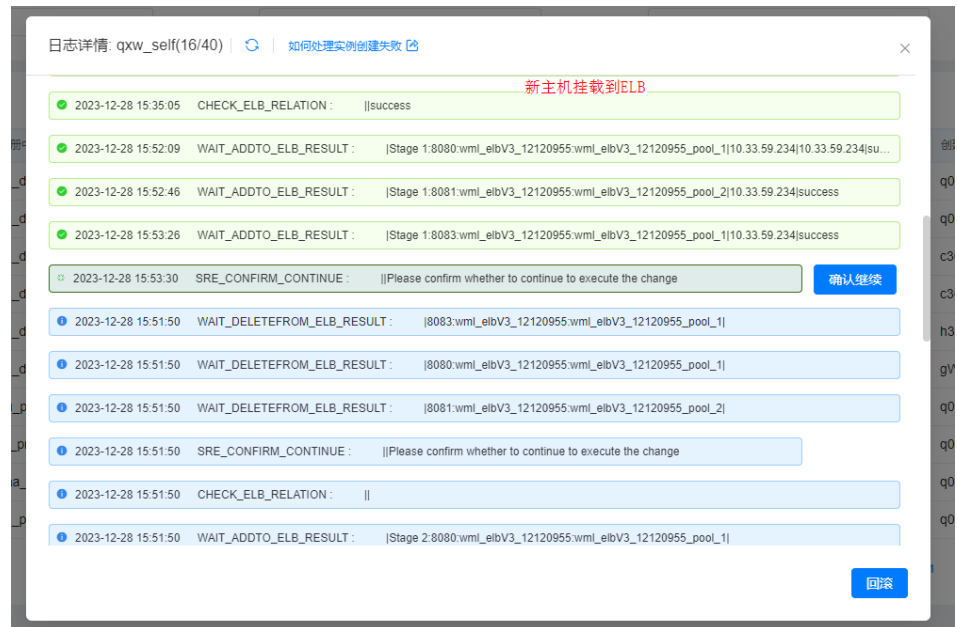 日志详情: qxw_self(16/40) 如何处理实例创建失败
新主机挂载到ELB
2023-12-28 15:35:05 CHECK_ELB_RELATION : ||success
2023-12-28 15:52:09 WAIT_ADDTO_ELB_RESULT : |Stage 1:8080:wml_elbV3_12120955:wml_elbV3_12120955_pool_1|10.33.59.234|10.33.59.234|su...
2023-12-28 15:52:46 WAIT_ADDTO_ELB_RESULT : |Stage 1:8081:wml_elbV3_12120955:wml_elbV3_12120955_pool_2|10.33.59.234|success
2023-12-28 15:53:26 WAIT_ADDTO_ELB_RESULT : |Stage 1:8083:wml_elbV3_12120955:wml_elbV3_12120955_pool_1|10.33.59.234|success
2023-12-28 15:53:30 SRE_CONFIRM_CONTINUE : ||Please confirm whether to continue to execute the change 确认继续
2023-12-28 15:51:50 WAIT_DELETEFROM_ELB_RESULT : |8083:wml_elbV3_12120955:wml_elbV3_12120955_pool_1|
2023-12-28 15:51:50 WAIT_DELETEFROM_ELB_RESULT : |8080:wml_elbV3_12120955:wml_elbV3_12120955_pool_1|
2023-12-28 15:51:50 WAIT_DELETEFROM_ELB_RESULT : |8081:wml_elbV3_12120955:wml_elbV3_12120955_pool_2|
2023-12-28 15:51:50 SRE_CONFIRM_CONTINUE : ||Please confirm whether to continue to execute the change
2023-12-28 15:51:50 CHECK_ELB_RELATION : ||
2023-12-28 15:51:50 WAIT_ADDTO_ELB_RESULT : |Stage 2:8080:wml_elbV3_12120955:wml_elbV3_12120955_pool_1|
回滚